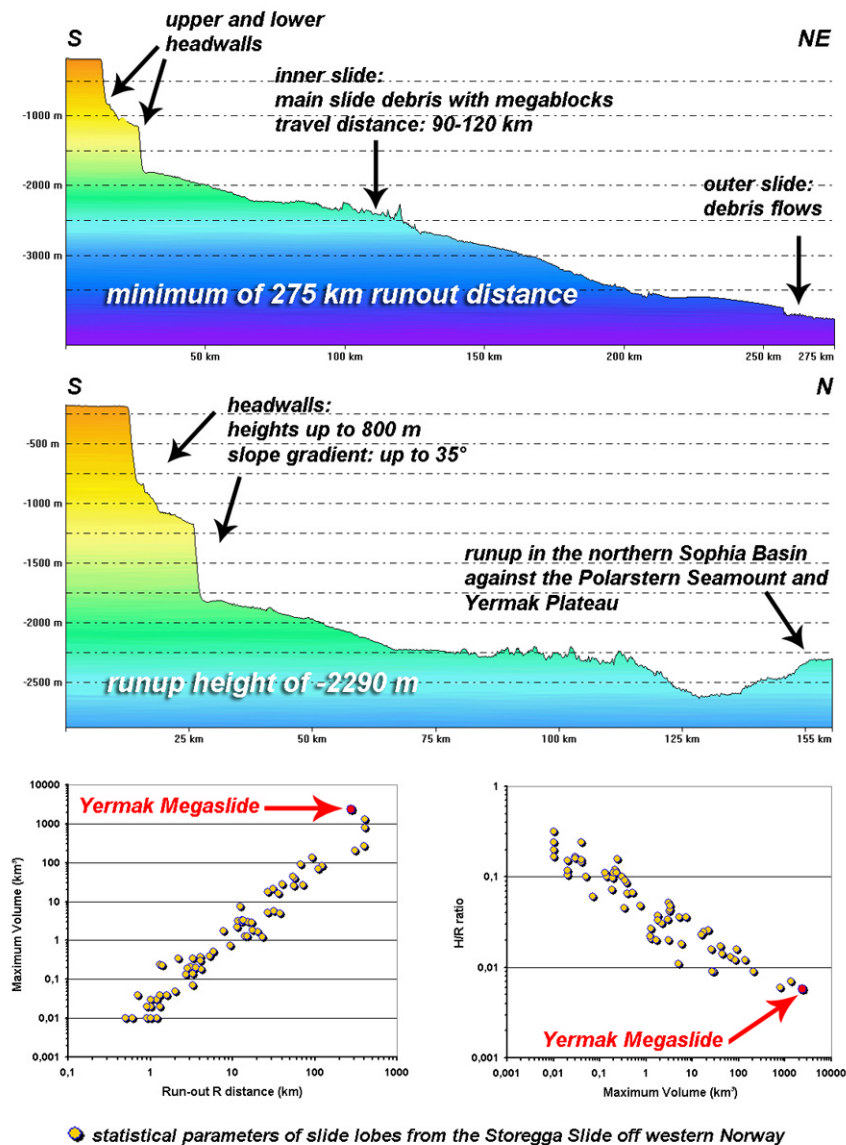 S
upper and lower
headwalls
NE
inner slide:
main slide debris with megablocks
travel distance: 90-120 km
outer slide:
debris flows
-1000 m
-2000 m
-3000 m
minimum of 275 km runout distance
50 km
100 km
150 km
200 km
250 km
275 km
S
N
headwalls:
heights up to 800 m
slope gradient: up to 35°
-500 m
-1000 m
-1500 m
-2000 m
-2500 m
runup in the northern Sophia Basin
against the Polarstern Seamount and
Yermak Plateau
runup height of -2290 m
25 km
50 km
75 km
100 km
125 km
155 km
Maximum Volume (km³)
10000
1000
100
10
1
0,1
0,01
0,001
Yermak Megaslide
0,1
1
10
100
1000
Run-out R distance (km)
H/R ratio
1
0,1
0,01
0,001
Yermak Megaslide
0,001
0,01
0,1
1
10
100
1000
10000
Maximum Volume (km³)
statistical parameters of slide lobes from the Storegga Slide off western Norway